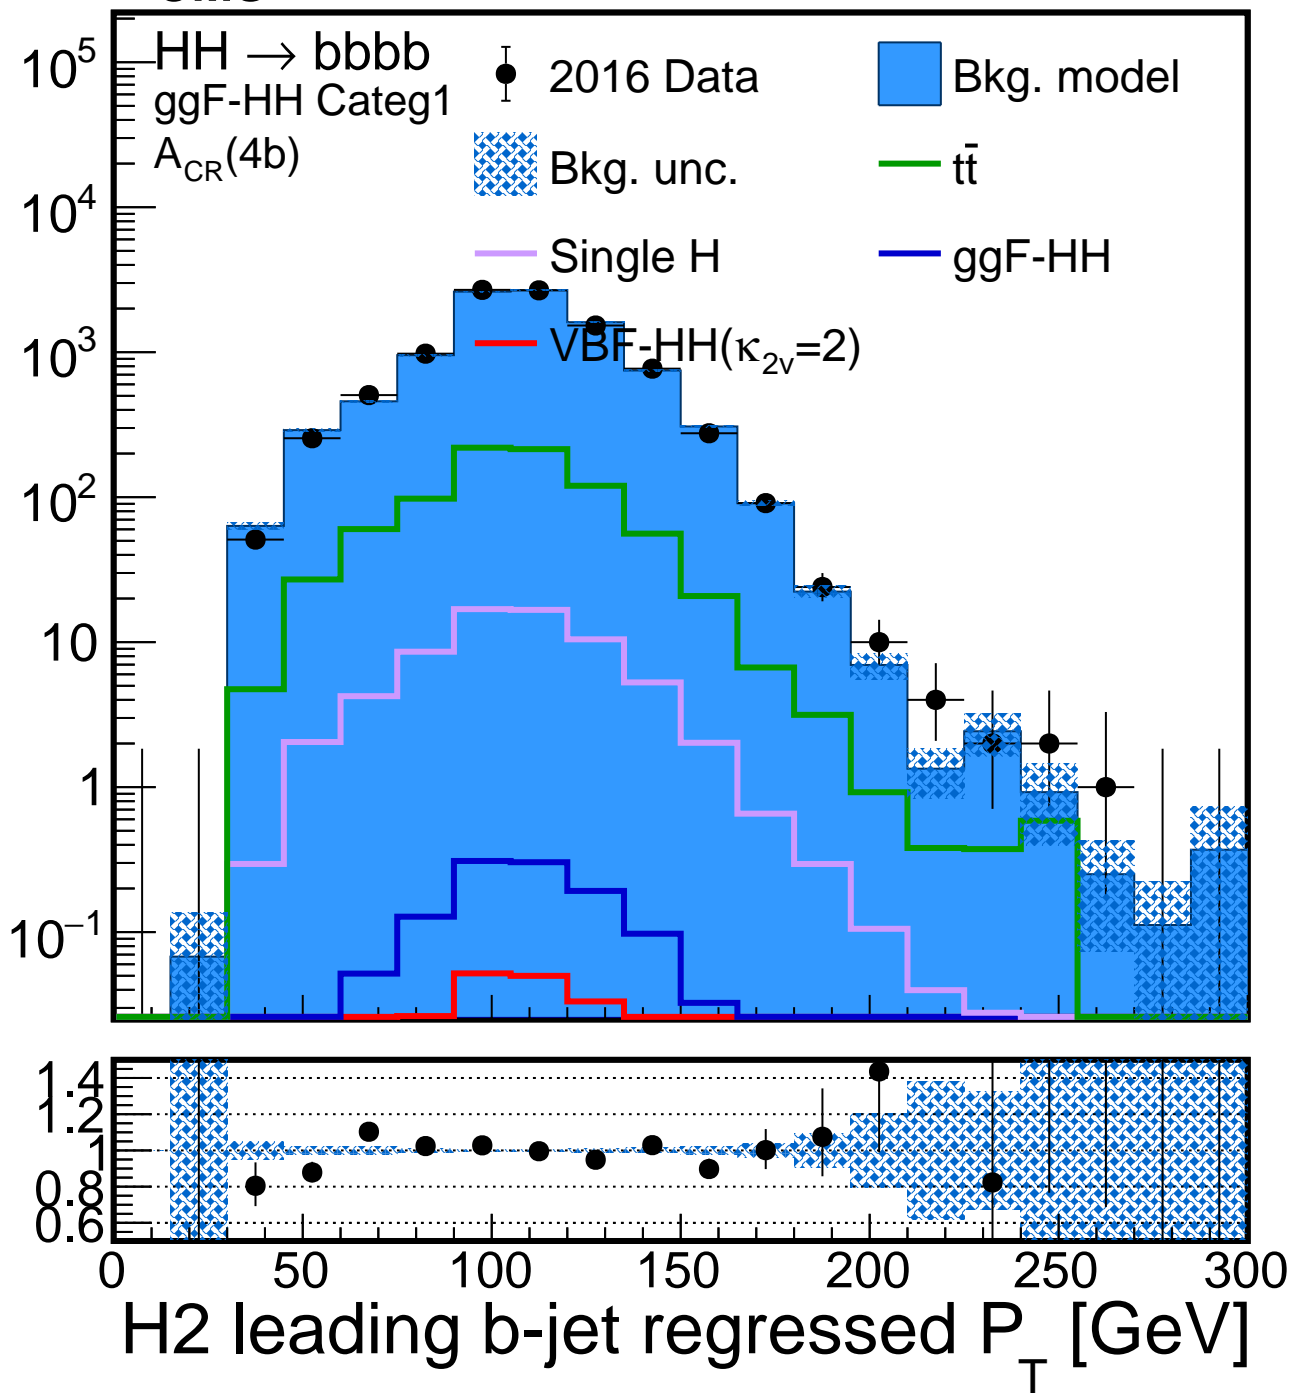 HH → bbbb
ggF-HH Categ1
A_CR(4b)
2016 Data
Bkg. model
Bkg. unc.
tt̄
Single H
ggF-HH
VBF-HH(κ_2v=2)
10^5
10^4
10^3
10^2
10
1
10^−1
1.4
1.2
1
0.8
0.6
0 50 100 150 200 250 300
H2 leading b-jet regressed P_T [GeV]